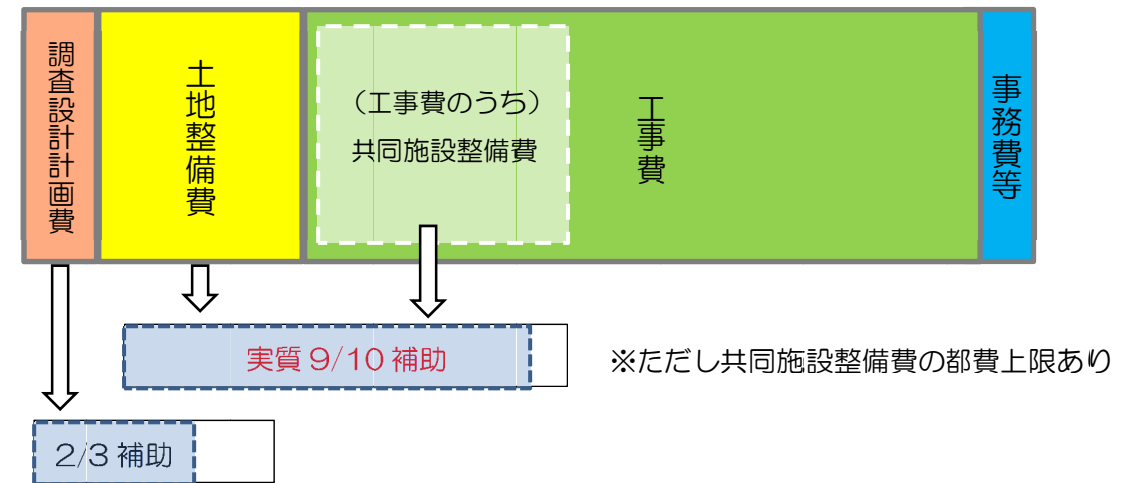 調査設計計画費
土地整備費
（工事費のうち）
共同施設整備費
工事費
事務費等
実質 9/10 補助
※ただし共同施設整備費の都費上限あり
2/3 補助